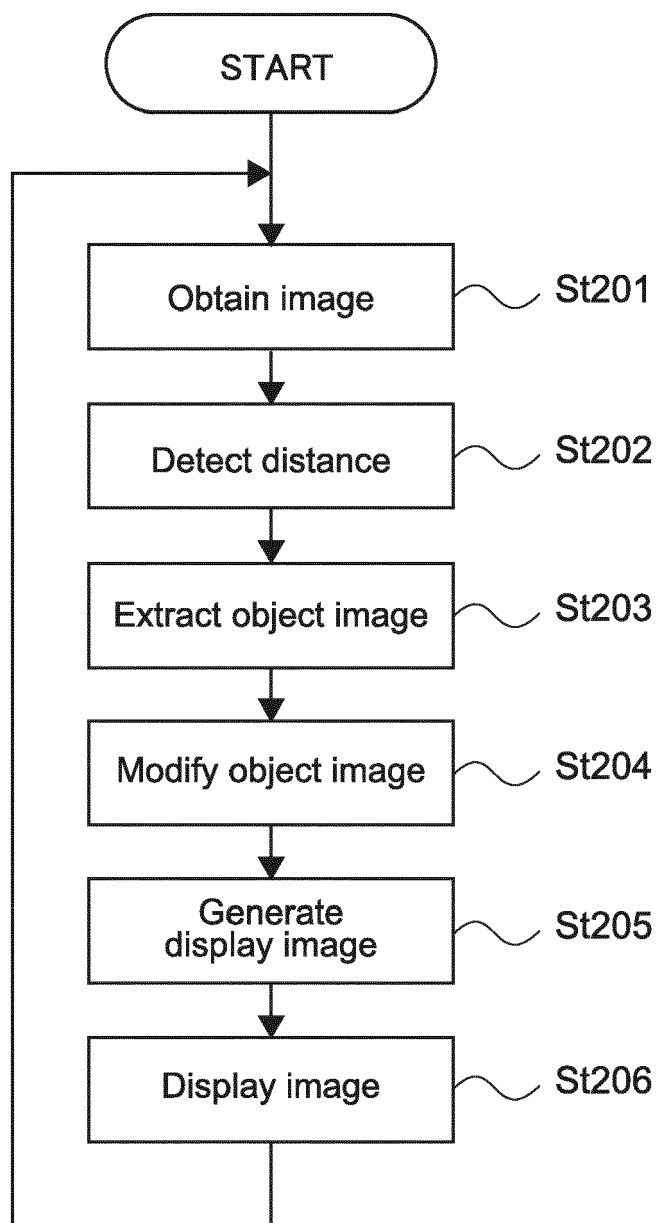 START
Obtain image
St201
Detect distance
St202
Extract object image
St203
Modify object image
St204
Generate
display image
St205
Display image
St206